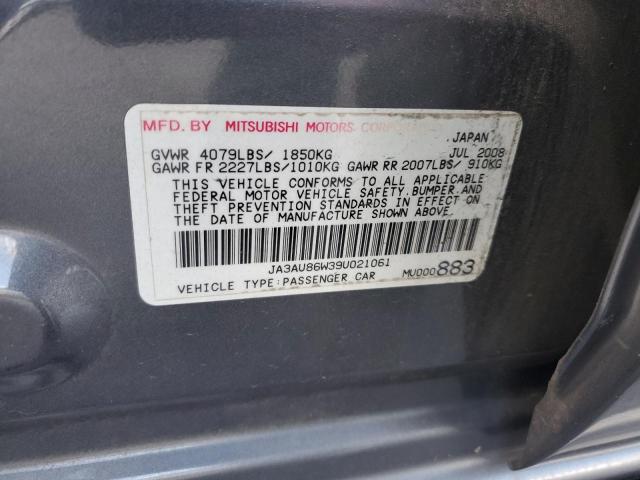 MFD. BY MITSUBISHI MOTORS CORPORATION
JAPAN
GVWR 4079LBS/ 1850KG JUL 2008
GAWR FR 2227LBS/1010KG GAWR RR 2007LBS/ 910KG
THIS VEHICLE CONFORMS TO ALL APPLICABLE
FEDERAL MOTOR VEHICLE SAFETY,BUMPER,AND
THEFT PREVENTION STANDARDS IN EFFECT ON
THE DATE OF MANUFACTURE SHOWN ABOVE.
JA3AU86W39U021061
VEHICLE TYPE:PASSENGER CAR MU000883